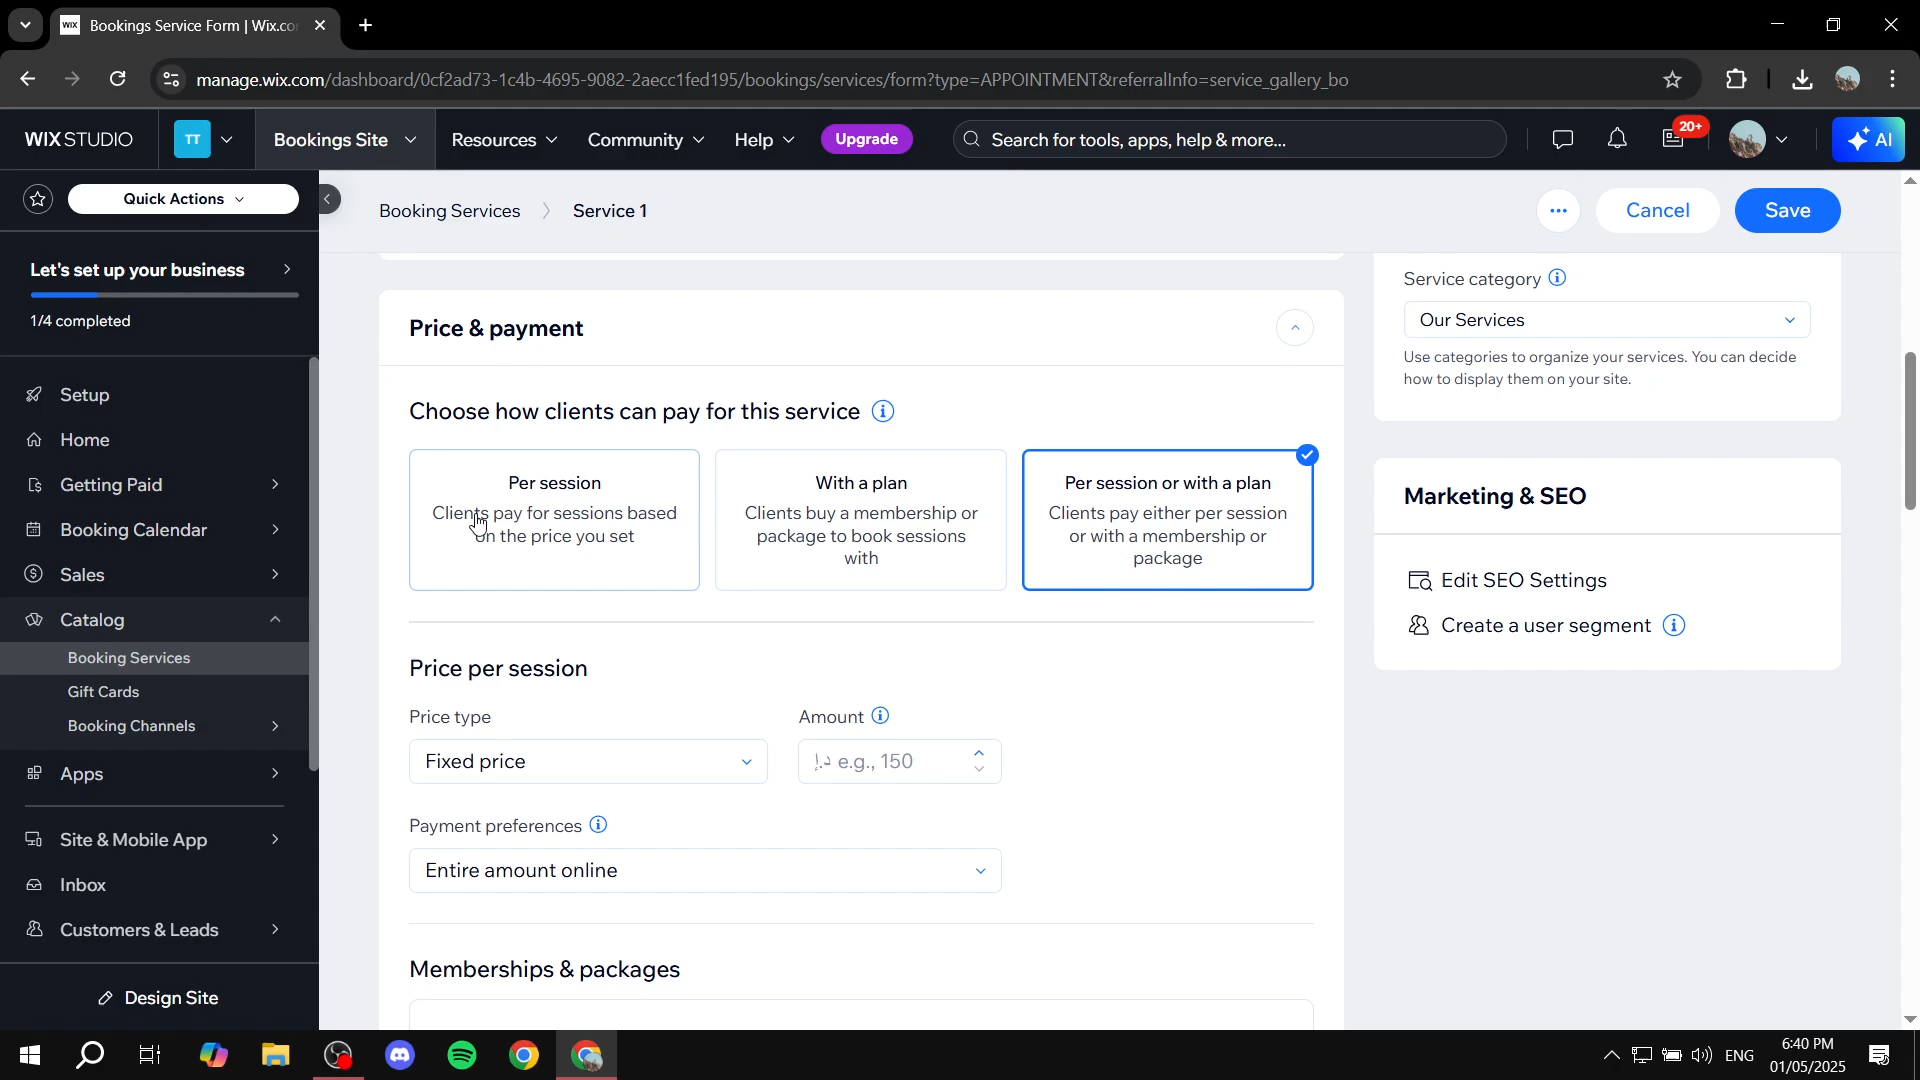 Bookings Service Form | Wix.co
manage.wix.com/dashboard/0cf2ad73-1c4b-4695-9082-2aecc1fed195/bookings/services/form?type=APPOINTMENT&referralInfo=service_gallery_bo
WIX STUDIO
TT
Bookings Site
Resources
Community
Help
Upgrade
Search for tools, apps, help & more...
20+
AI
Quick Actions
Booking Services
Service 1
Cancel
Save
Let's set up your business
1/4 completed
Setup
Home
Getting Paid
Booking Calendar
Sales
Catalog
Booking Services
Gift Cards
Booking Channels
Apps
Site & Mobile App
Inbox
Customers & Leads
Design Site
Price & payment
Choose how clients can pay for this service
Per session
Clients pay for sessions based
on the price you set
With a plan
Clients buy a membership or
package to book sessions
with
Per session or with a plan
Clients pay either per session
or with a membership or
package
Price per session
Price type
Fixed price
Amount
د.إ e.g., 150
Payment preferences
Entire amount online
Memberships & packages
Service category
Our Services
Use categories to organize your services. You can decide
how to display them on your site.
Marketing & SEO
Edit SEO Settings
Create a user segment
ENG
6:40 PM
01/05/2025